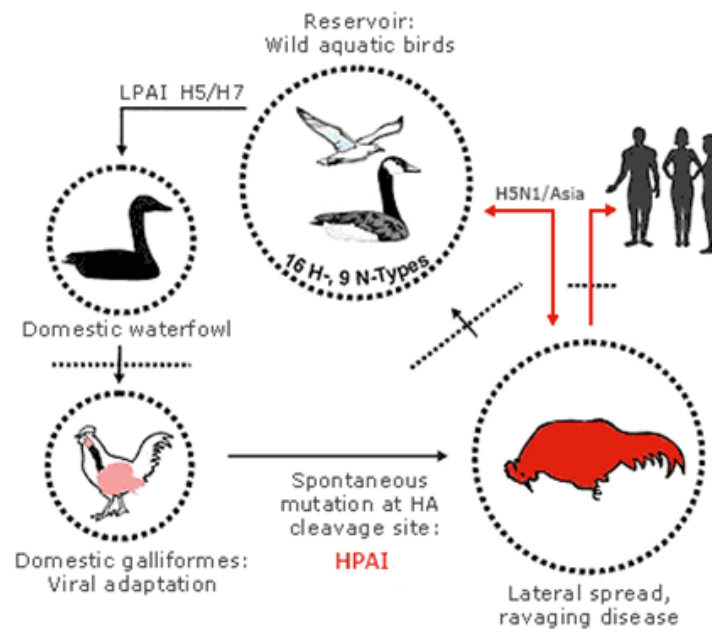 Reservoir:
Wild aquatic birds
LPAI H5/H7
H5N1/Asia
16 H-, 9 N-Types
Domestic waterfowl
Spontaneous
mutation at HA
cleavage site:
HPAI
Domestic galliformes:
Viral adaptation
Lateral spread,
ravaging disease